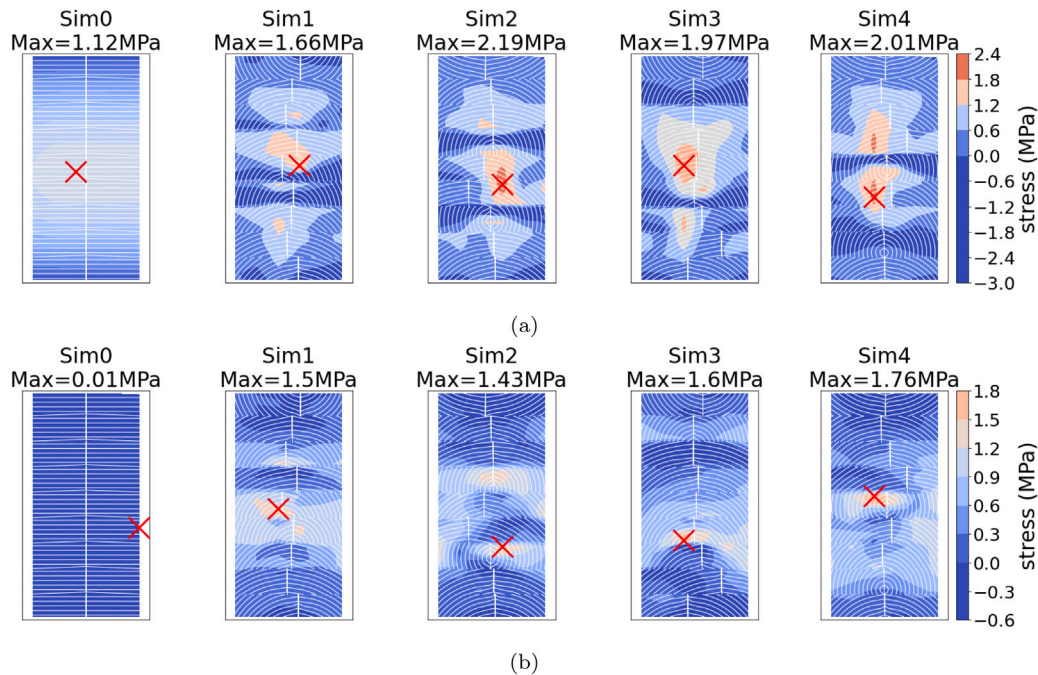 Sim0 Sim1 Sim2 Sim3 Sim4
Max=1.12MPa Max=1.66MPa Max=2.19MPa Max=1.97MPa Max=2.01MPa
2.4
1.8
1.2
0.6
0.0
−0.6
−1.2
−1.8
−2.4
−3.0
stress (MPa)
(a)
Sim0 Sim1 Sim2 Sim3 Sim4
Max=0.01MPa Max=1.5MPa Max=1.43MPa Max=1.6MPa Max=1.76MPa
1.8
1.5
1.2
0.9
0.6
0.3
0.0
−0.3
−0.6
stress (MPa)
(b)